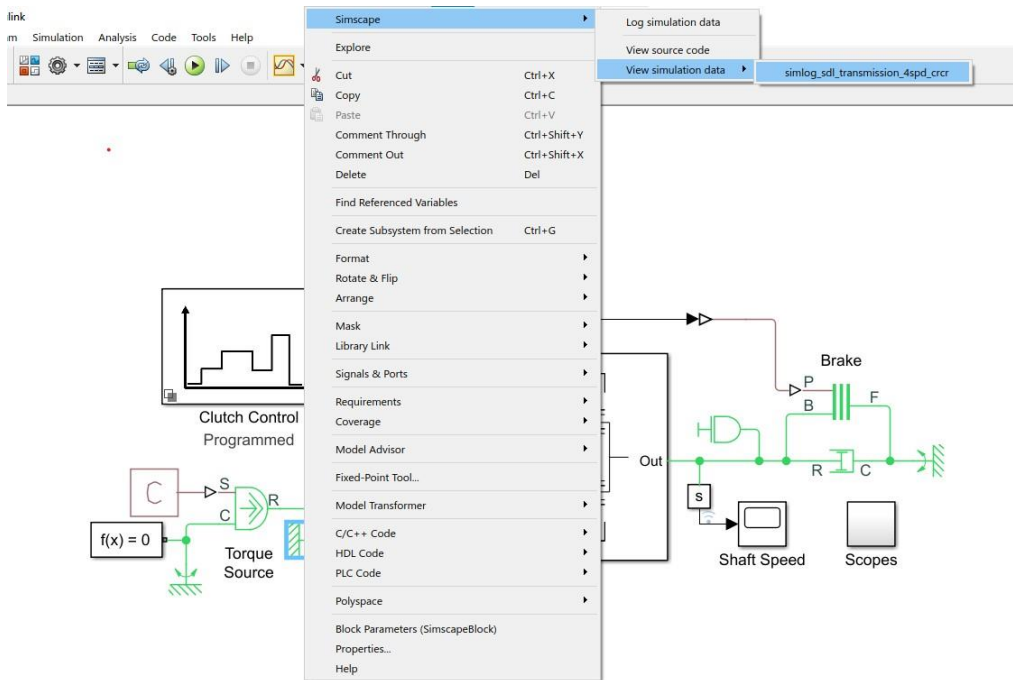 link
m Simulation Analysis Code Tools Help
Simscape
Explore
Cut Ctrl+X
Copy Ctrl+C
Paste Ctrl+V
Comment Through Ctrl+Shift+Y
Comment Out Ctrl+Shift+X
Delete Del
Find Referenced Variables
Create Subsystem from Selection Ctrl+G
Format
Rotate & Flip
Arrange
Mask
Library Link
Signals & Ports
Requirements
Coverage
Model Advisor
Fixed-Point Tool...
Model Transformer
C/C++ Code
HDL Code
PLC Code
Polyspace
Block Parameters (SimscapeBlock)
Properties...
Help
Log simulation data
View source code
View simulation data
simlog_sdl_transmission_4spd_crcr
Clutch Control
Programmed
C
S
C
R
f(x) = 0
Torque
Source
Out
s
Shaft Speed
Brake
P
B
F
R
C
Scopes